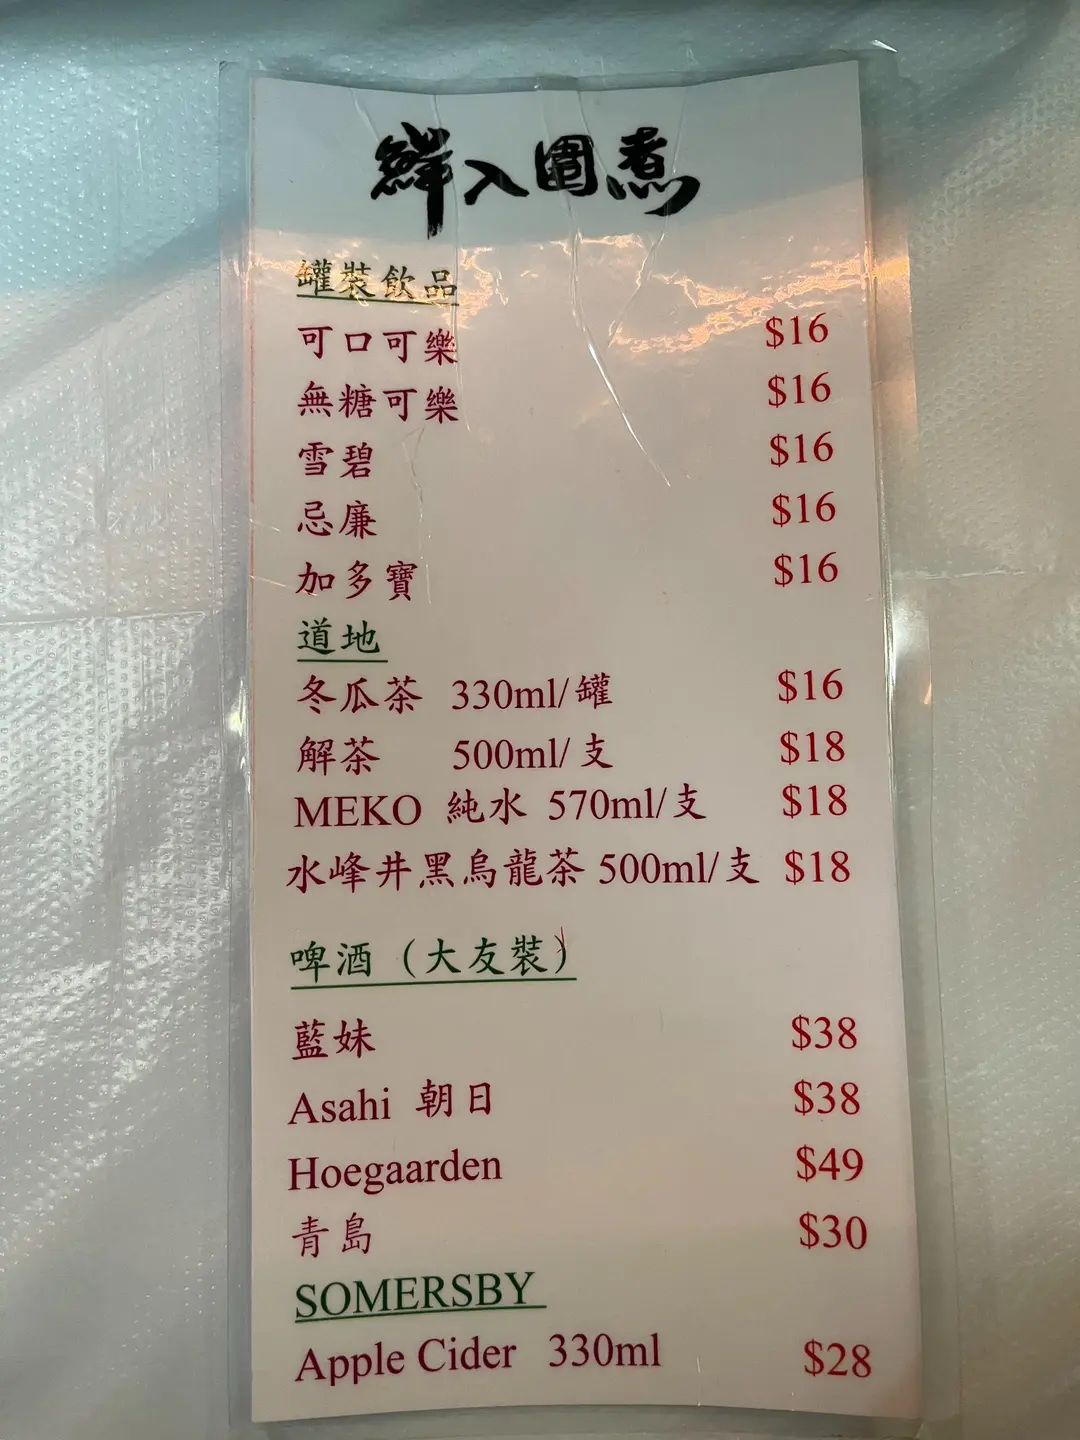 鮮入圍煮
罐裝飲品
可口可樂 $16
無糖可樂 $16
雪碧 $16
忌廉 $16
加多寶 $16
道地
冬瓜茶 330ml/罐 $16
解茶 500ml/支 $18
MEKO 純水 570ml/支 $18
水峰井黑烏龍茶 500ml/支 $18
啤酒（大友裝）
藍妹 $38
Asahi 朝日 $38
Hoegaarden $49
青島 $30
SOMERSBY
Apple Cider 330ml $28